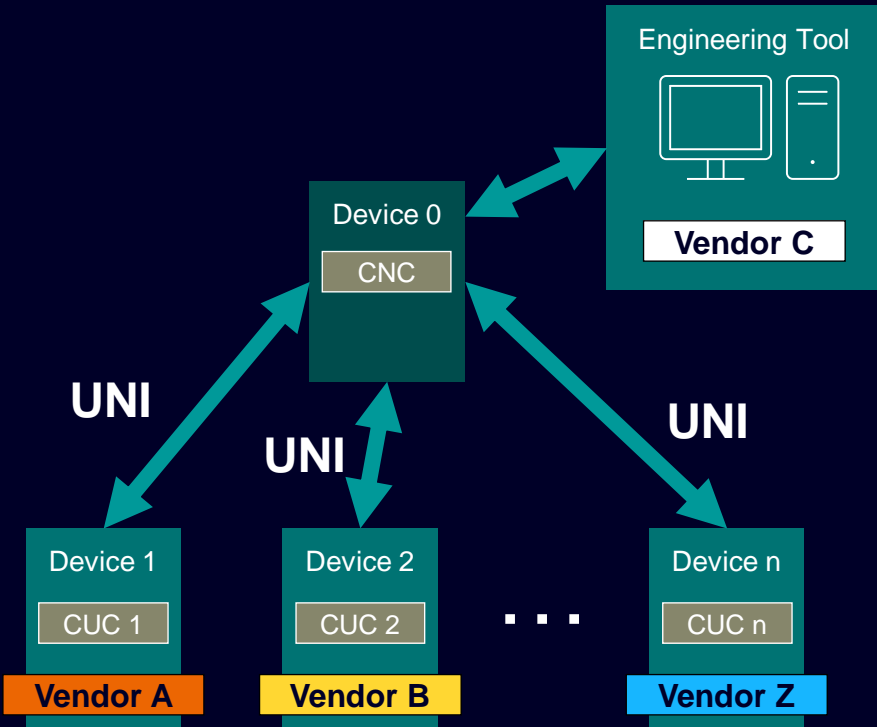 Engineering Tool
Vendor C
Device 0
CNC
UNI
UNI
UNI
Device 1
CUC 1
Vendor A
Device 2
CUC 2
Vendor B
...
Device n
CUC n
Vendor Z